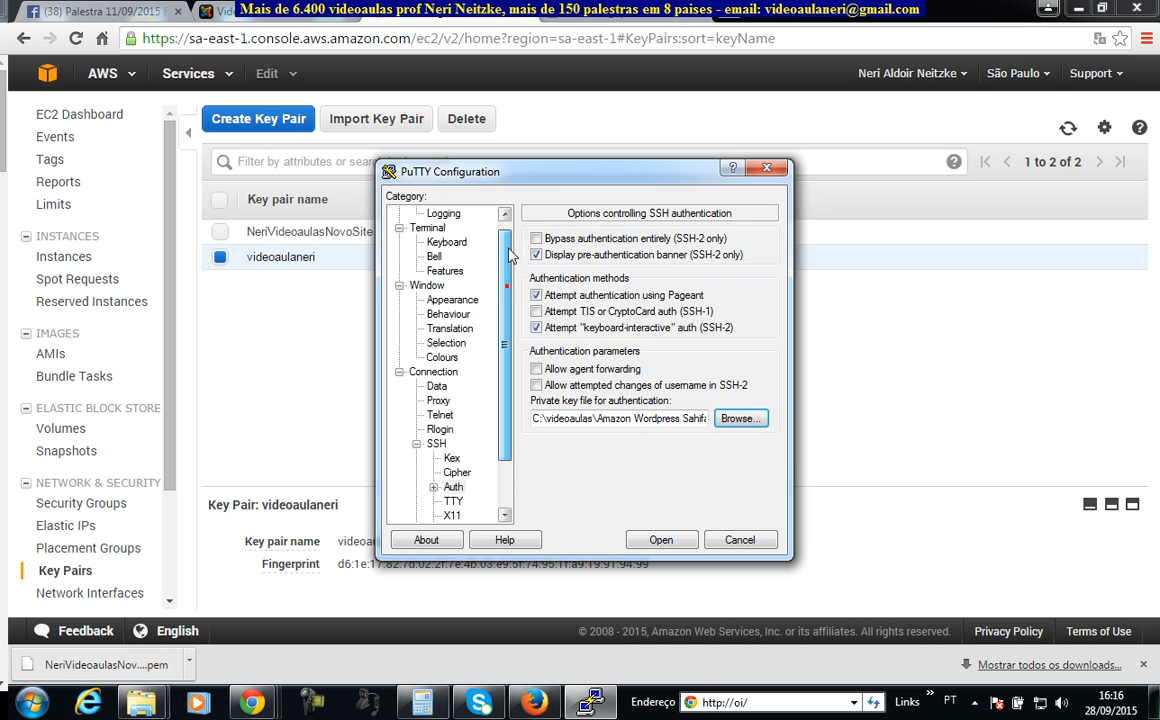 (38) Palestra 11/09/2015 F
Vid
Mais de 6.400 videoaulas prof Neri Neitzke, mais de 150 palestras em 8 paises - email: videoaulaneri@gmail.com
https://sa-east-1.console.aws.amazon.com/ec2/v2/home?region=sa-east-1#KeyPairs:sort=keyName
AWS Services Edit Neri Aldoir Neitzke São Paulo Support
EC2 Dashboard
Events
Tags
Reports
Limits
INSTANCES
Instances
Spot Requests
Reserved Instances
IMAGES
AMIs
Bundle Tasks
ELASTIC BLOCK STORE
Volumes
Snapshots
NETWORK & SECURITY
Security Groups
Elastic IPs
Placement Groups
Key Pairs
Network Interfaces
Create Key Pair Import Key Pair Delete
Filter by attributes or sear
1 to 2 of 2
Key pair name
NeriVideoaulasNovoSite
videoaulaneri
PuTTY Configuration
Category:
Logging
Terminal
Keyboard
Bell
Features
Window
Appearance
Behaviour
Translation
Selection
Colours
Connection
Data
Proxy
Telnet
Rlogin
SSH
Kex
Cipher
Auth
TTY
X11
Options controlling SSH authentication
Bypass authentication entirely (SSH-2 only)
Display pre-authentication banner (SSH-2 only)
Authentication methods
Attempt authentication using Pageant
Attempt TIS or CryptoCard auth (SSH-1)
Attempt "keyboard-interactive" auth (SSH-2)
Authentication parameters
Allow agent forwarding
Allow attempted changes of username in SSH-2
Private key file for authentication:
C:\videoaulas\Amazon Wordpress Sahifa
Browse...
About Help Open Cancel
Key Pair: videoaulaneri
Key pair name videoau
Fingerprint
Feedback English © 2008 - 2015, Amazon Web Services, Inc. or its affiliates. All rights reserved. Privacy Policy Terms of Use
NeriVideoaulasNov....pem
Mostrar todos os downloads...
Endereço http://oi/ Links » PT
16:16
28/09/2015